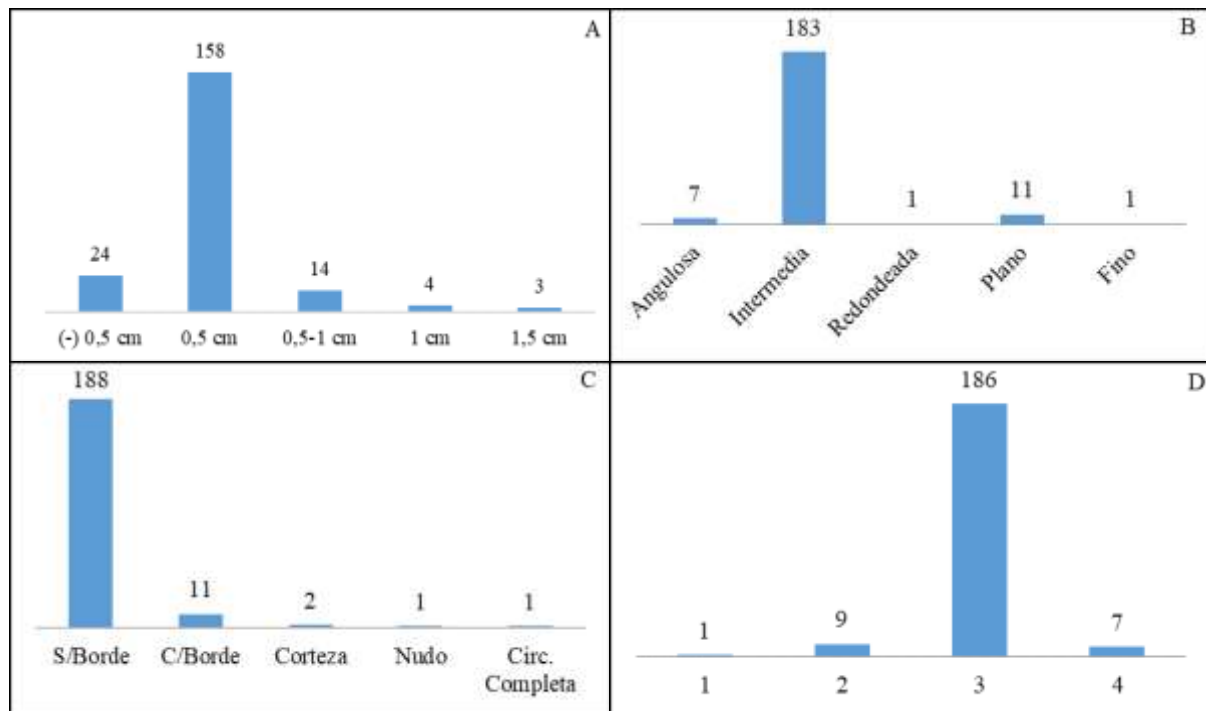 A
158
24
14
4
3
(-) 0,5 cm 0,5 cm 0,5-1 cm 1 cm 1,5 cm
B
183
7
1
11
1
Angulosa Intermedia Redondeada Plano Fino
C
188
11
2
1
1
S/Borde C/Borde Corteza Nudo Circ.
Completa
D
186
1
9
7
1 2 3 4